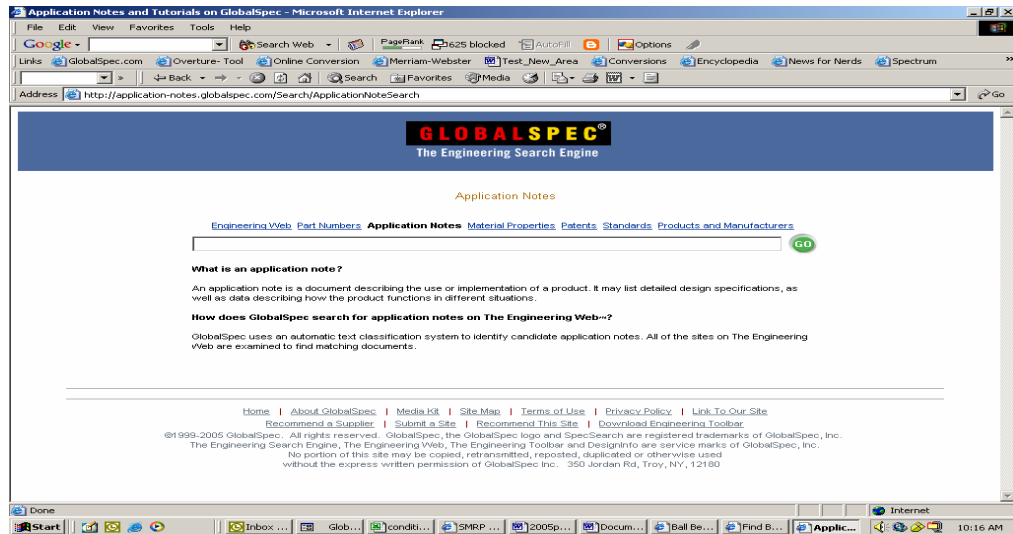 Application Notes and Tutorials on GlobalSpec - Microsoft Internet Explorer
File Edit View Favorites Tools Help
Google - Search Web PageRank 625 blocked AutoFill Options
Links GlobalSpec.com Overture- Tool Online Conversion Merriam-Webster Test_New_Area Conversions Encyclopedia News for Nerds Spectrum »
» Back Search Favorites Media
Address http://application-notes.globalspec.com/Search/ApplicationNoteSearch Go
GLOBALSPEC®
The Engineering Search Engine
Application Notes
Engineering Web Part Numbers Application Notes Material Properties Patents Standards Products and Manufacturers
GO
What is an application note?
An application note is a document describing the use or implementation of a product. It may list detailed design specifications, as
well as data describing how the product functions in different situations.
How does GlobalSpec search for application notes on The Engineering Web℠?
GlobalSpec uses an automatic text classification system to identify candidate application notes. All of the sites on The Engineering
Web are examined to find matching documents.
Home | About GlobalSpec | Media Kit | Site Map | Terms of Use | Privacy Policy | Link To Our Site
Recommend a Supplier | Submit a Site | Recommend This Site | Download Engineering Toolbar
©1999-2005 GlobalSpec. All rights reserved. GlobalSpec, the GlobalSpec logo and SpecSearch are registered trademarks of GlobalSpec, Inc.
The Engineering Search Engine, The Engineering Web, The Engineering Toolbar and DesignInfo are service marks of GlobalSpec, Inc.
No portion of this site may be copied, retransmitted, reposted, duplicated or otherwise used
without the express written permission of GlobalSpec Inc. 350 Jordan Rd, Troy, NY, 12180
Done Internet
Start Inbox ... Glob... conditi... SMRP ... 2005p... Docum... Ball Be... Find B... Applic... 10:16 AM